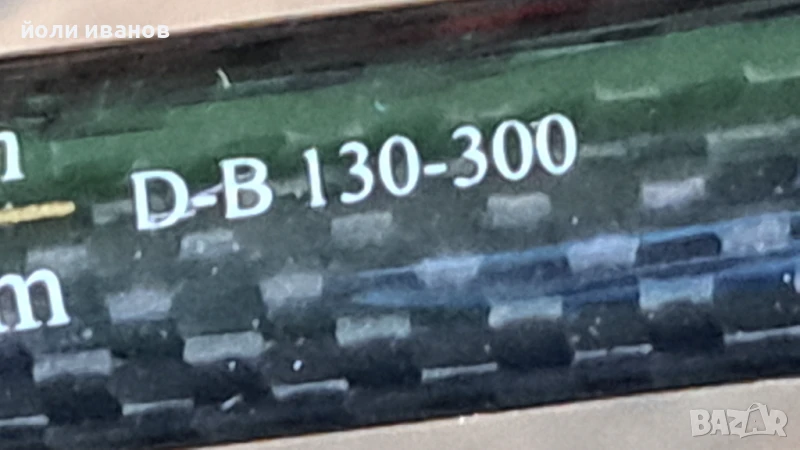 йоли иванов
D-B 130-300
m
BAZAR